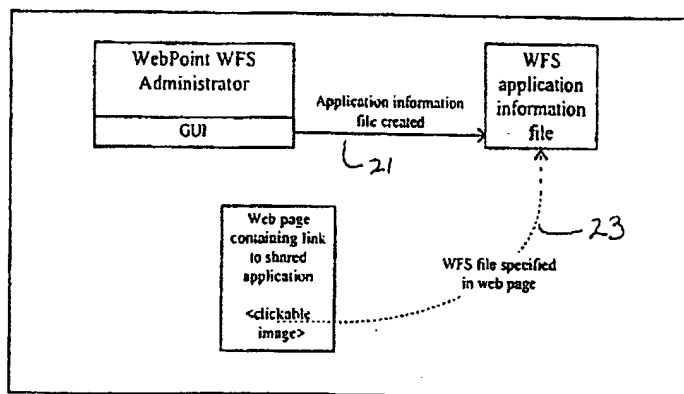 WebPoint WFS
Administrator
GUI
Application information
file created
21
WFS
application
information
file
Web page
containing link
to shared
application
<clickable
image>
23
WFS file specified
in web page